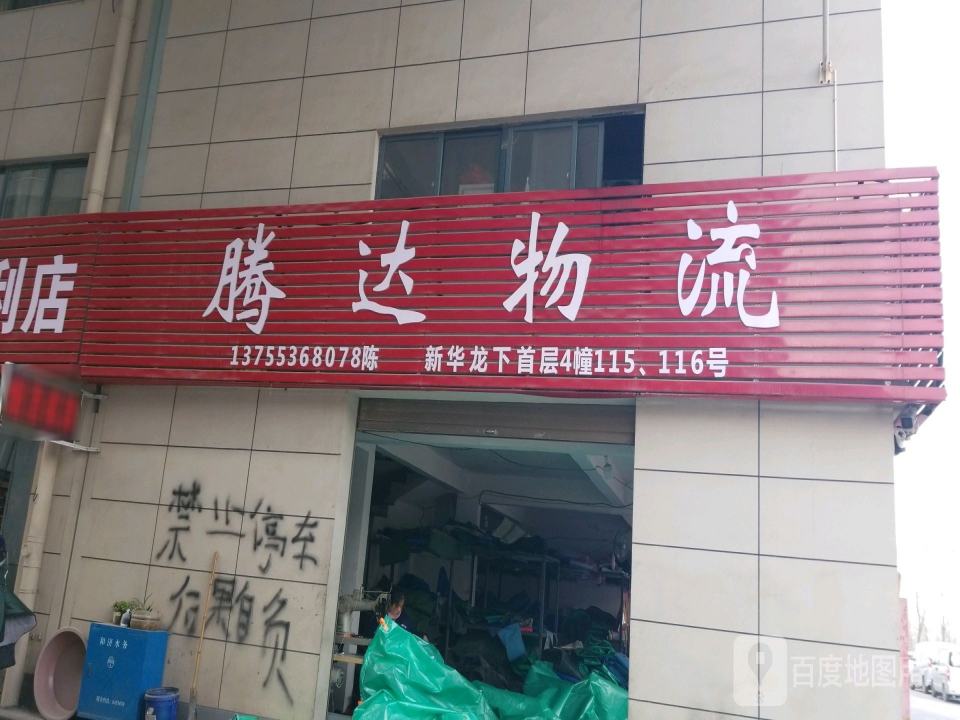 利店
腾达物流
13755368078陈 新华龙下首层4幢115、116号
禁止停车
后果自负
百度地图